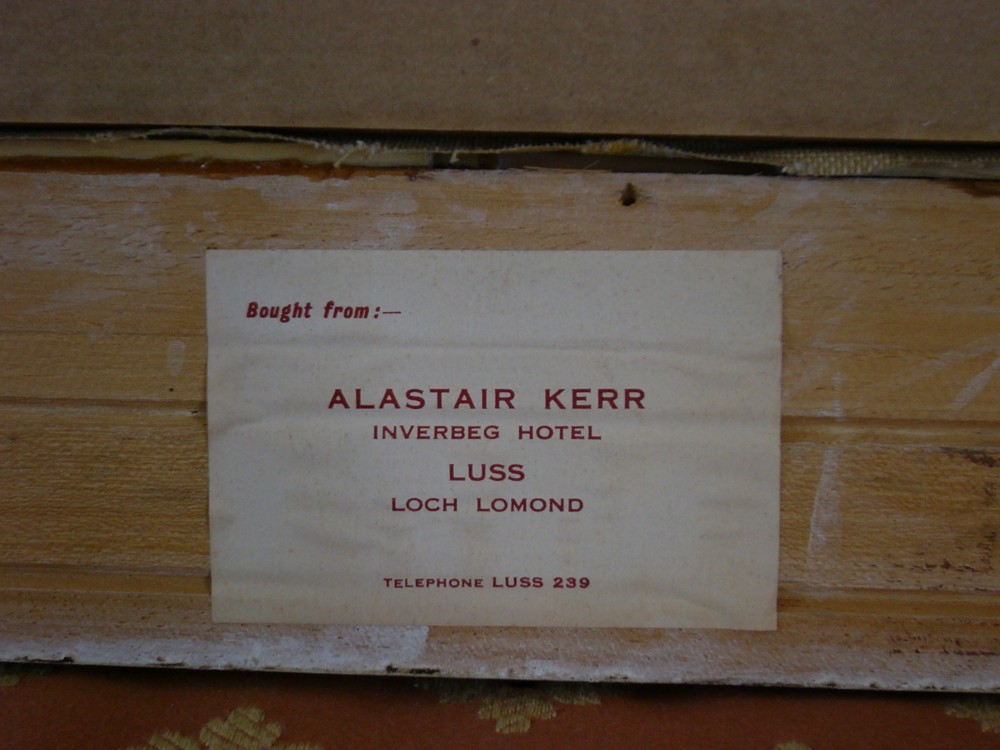 Bought from:—
ALASTAIR KERR
INVERBEG HOTEL
LUSS
LOCH LOMOND
TELEPHONE LUSS 239